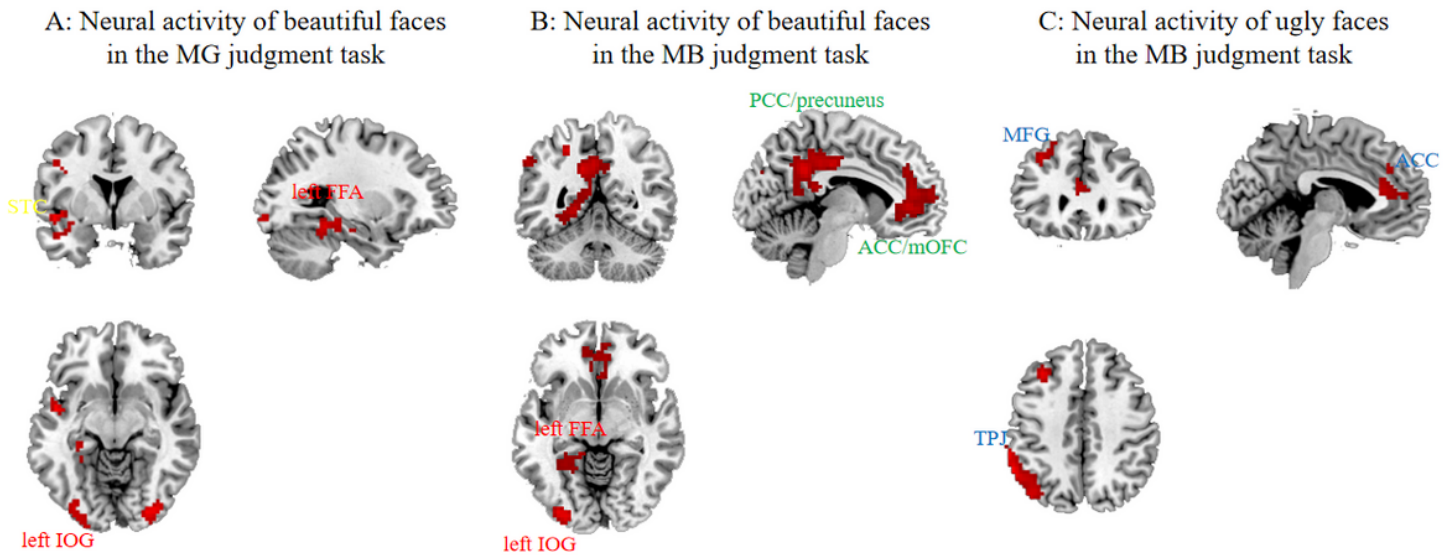 A: Neural activity of beautiful faces
in the MG judgment task
B: Neural activity of beautiful faces
in the MB judgment task
C: Neural activity of ugly faces
in the MB judgment task
STC
left FFA
left IOG
PCC/precuneus
ACC/mOFC
left FFA
left IOG
MFG
ACC
TPJ